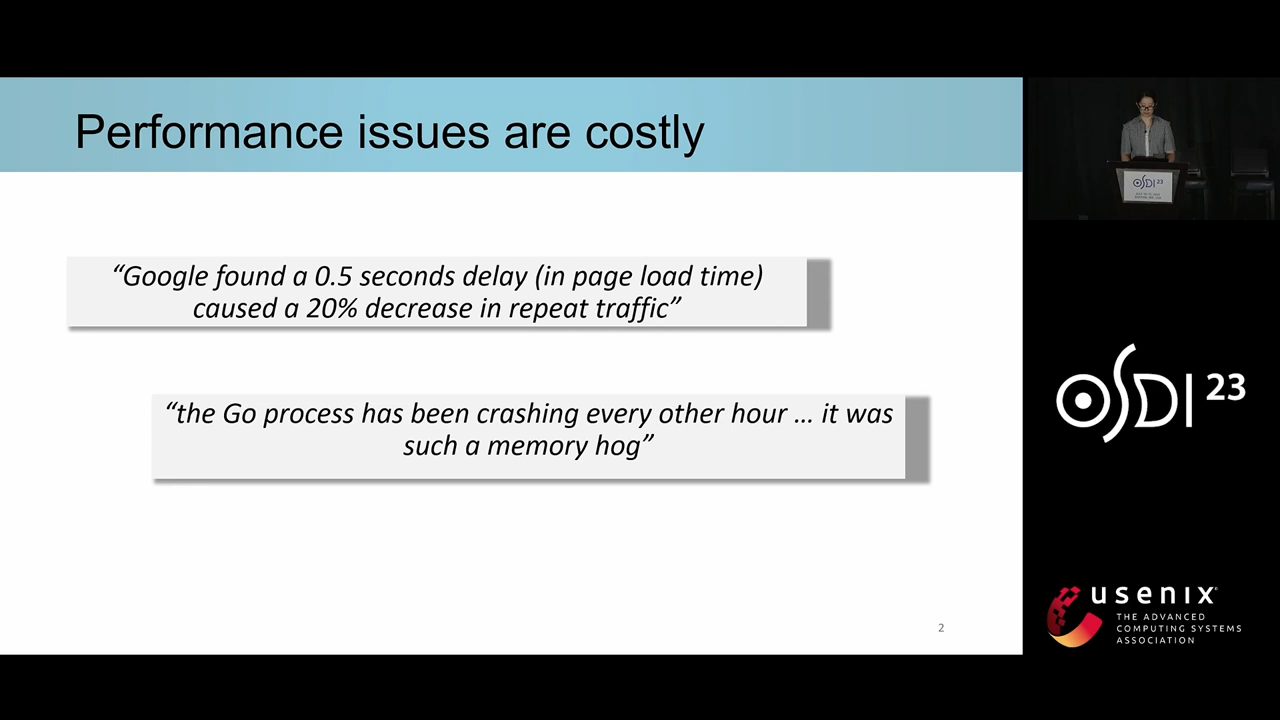 Performance issues are costly
“Google found a 0.5 seconds delay (in page load time)
caused a 20% decrease in repeat traffic”
“the Go process has been crashing every other hour … it was
such a memory hog”
2
OSDI 23
OSDI 23
usenix
THE ADVANCED
COMPUTING SYSTEMS
ASSOCIATION